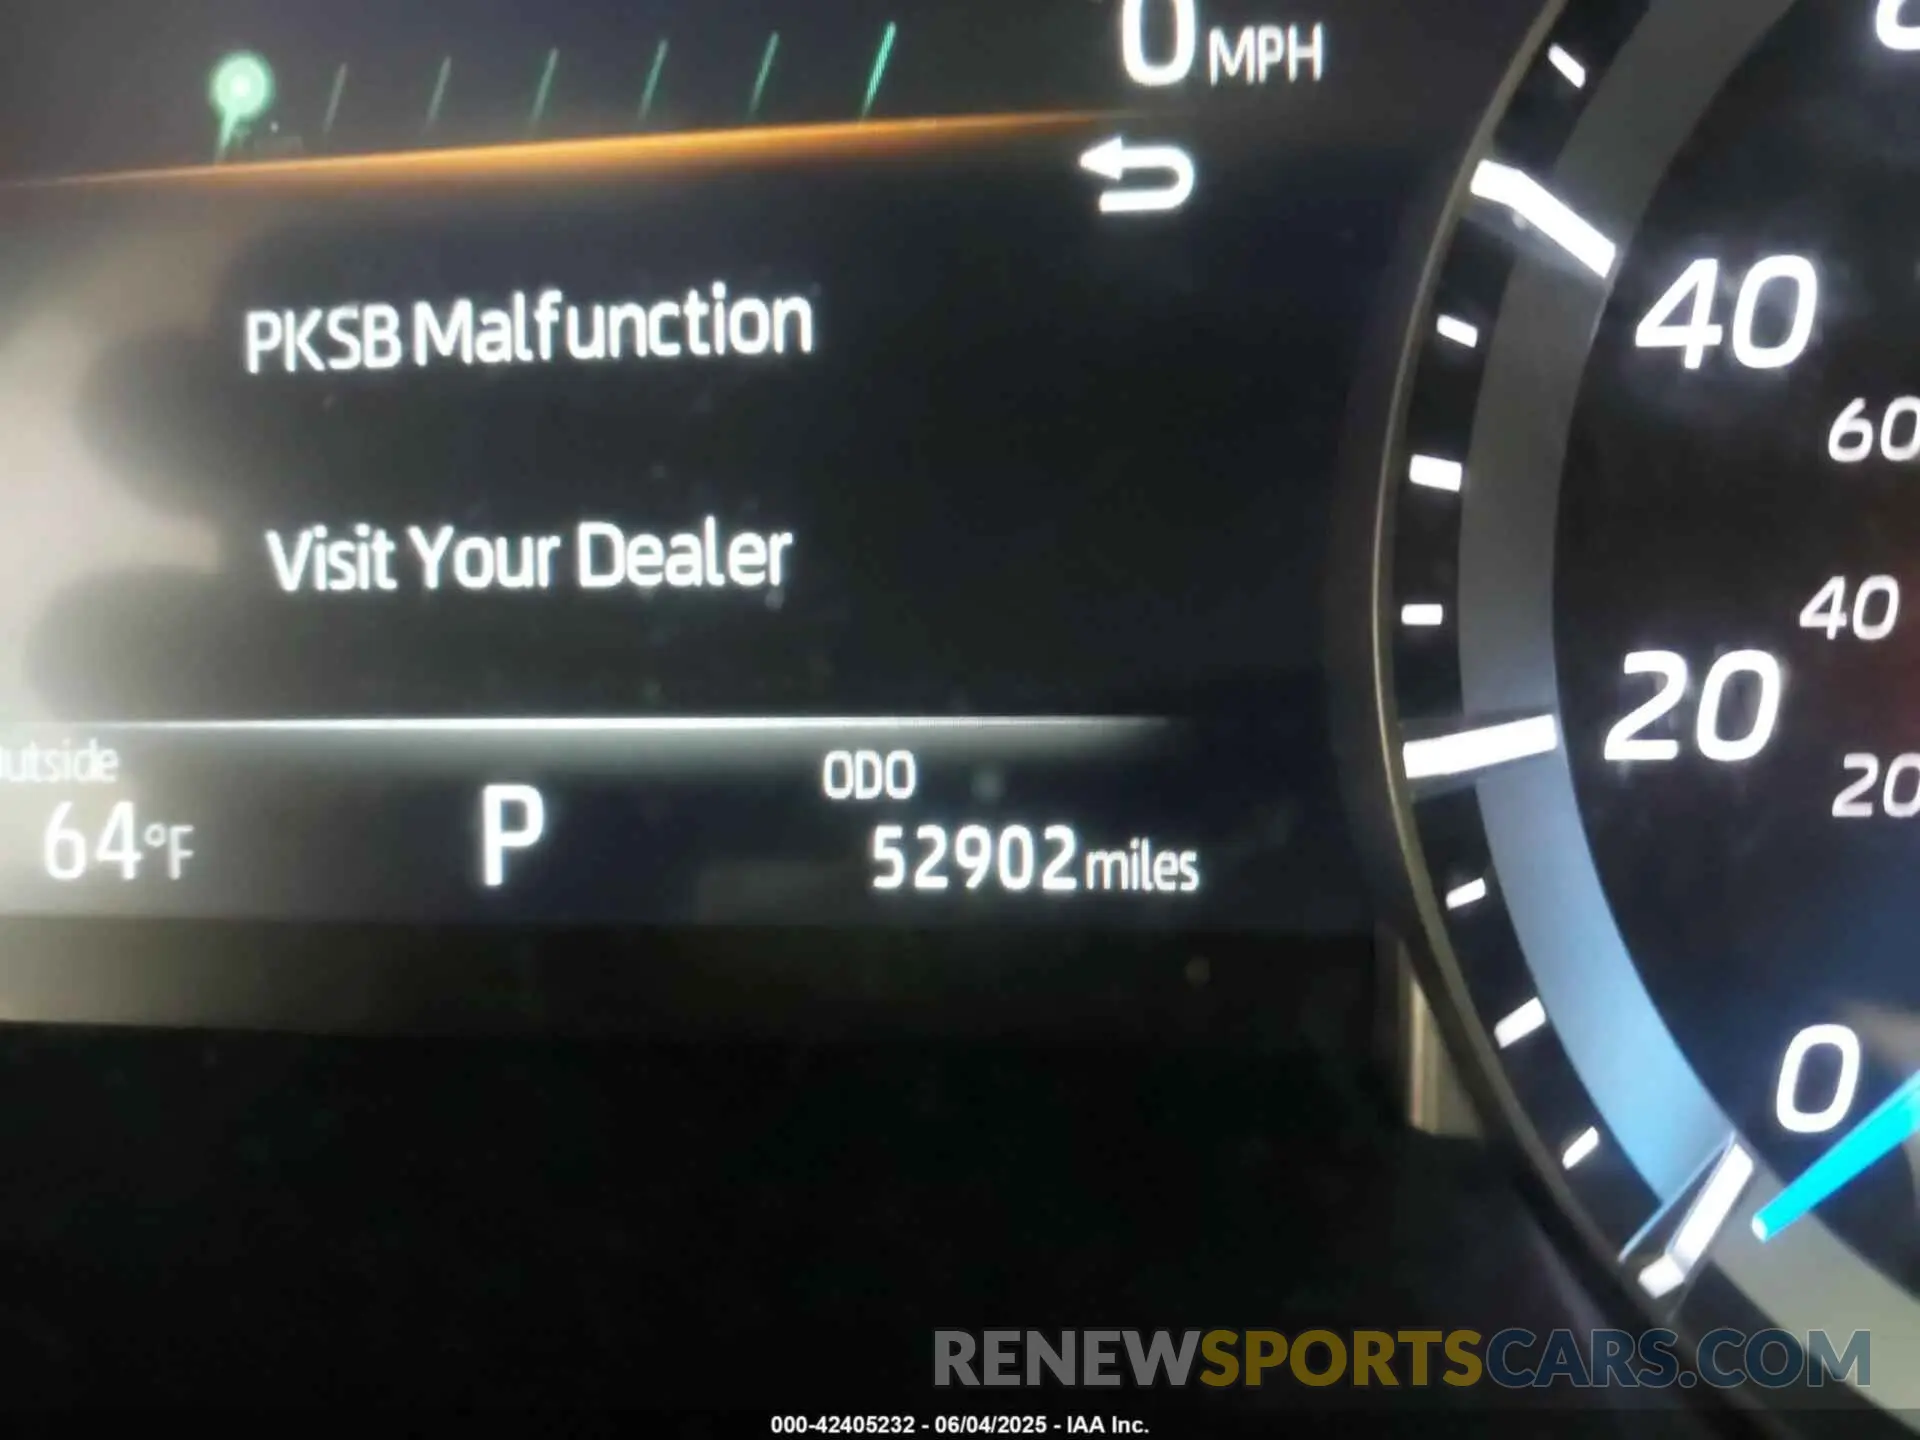 0 MPH
PKSB Malfunction
Visit Your Dealer
utside
64°F
P
ODO
52902 miles
40
60
40
20
20
0
RENEWSPORTSCARS.COM
000-42405232 - 06/04/2025 - IAA Inc.